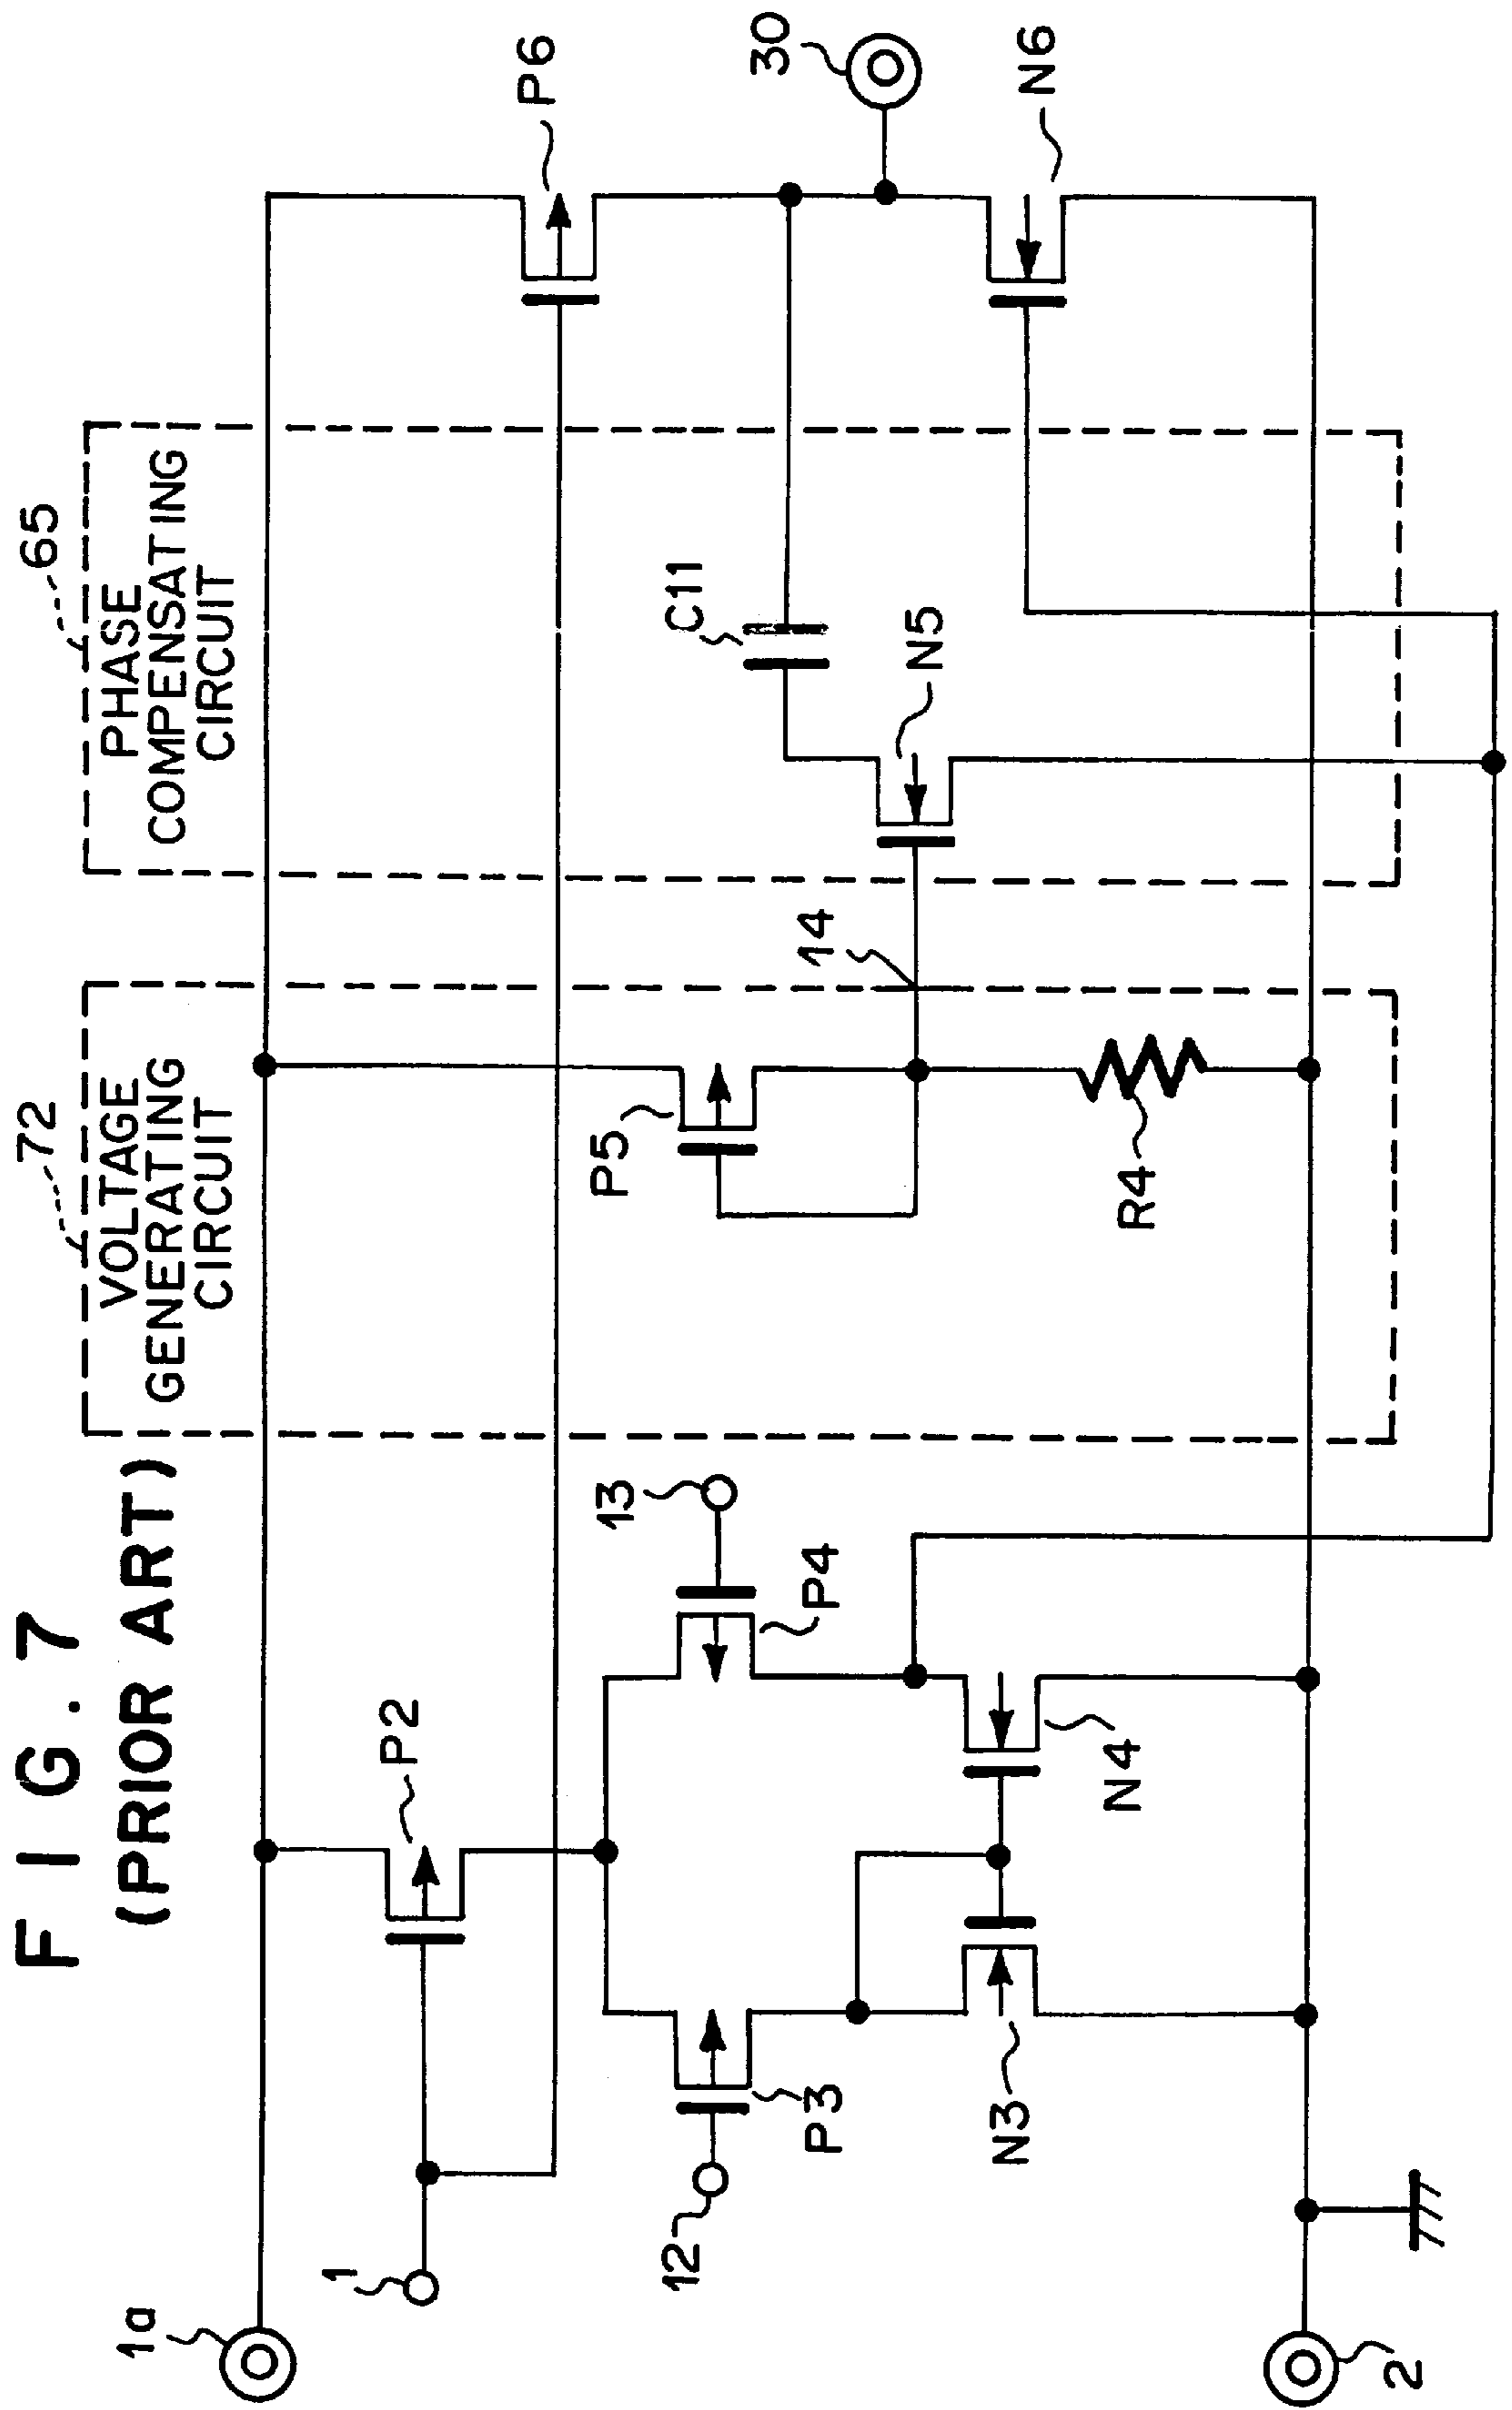 FIG. 7
(PRIOR ART)
72
VOLTAGE
GENERATING
CIRCUIT
65
PHASE
COMPENSATING
CIRCUIT
1a
1
P2
P6
12
P3
P4
13
P5
14
C11
N5
30
N3
N4
R4
N6
2